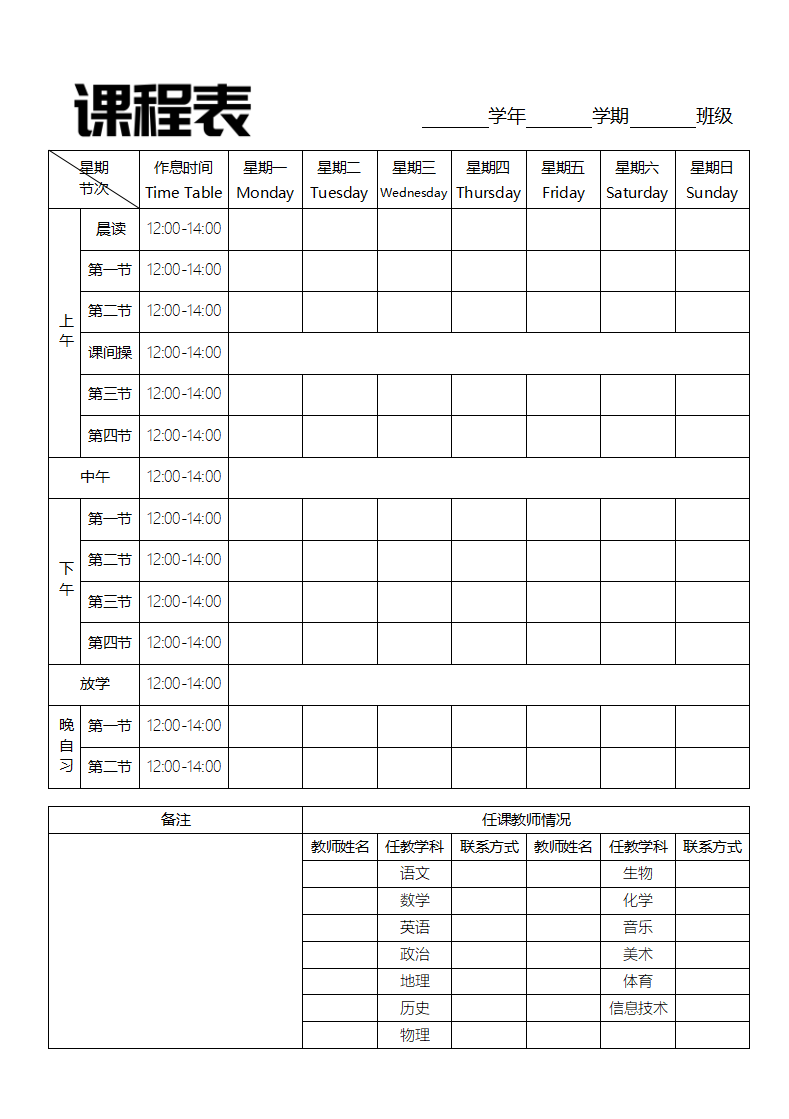 课程表
______学年______学期______班级
星期 作息时间 星期一 星期二 星期三 星期四 星期五 星期六 星期日
节次 Time Table Monday Tuesday Wednesday Thursday Friday Saturday Sunday
上午
晨读 12:00-14:00
第一节 12:00-14:00
第二节 12:00-14:00
课间操 12:00-14:00
第三节 12:00-14:00
第四节 12:00-14:00
中午 12:00-14:00
下午
第一节 12:00-14:00
第二节 12:00-14:00
第三节 12:00-14:00
第四节 12:00-14:00
放学 12:00-14:00
晚自习
第一节 12:00-14:00
第二节 12:00-14:00
备注 任课教师情况
教师姓名 任教学科 联系方式 教师姓名 任教学科 联系方式
语文 生物
数学 化学
英语 音乐
政治 美术
地理 体育
历史 信息技术
物理